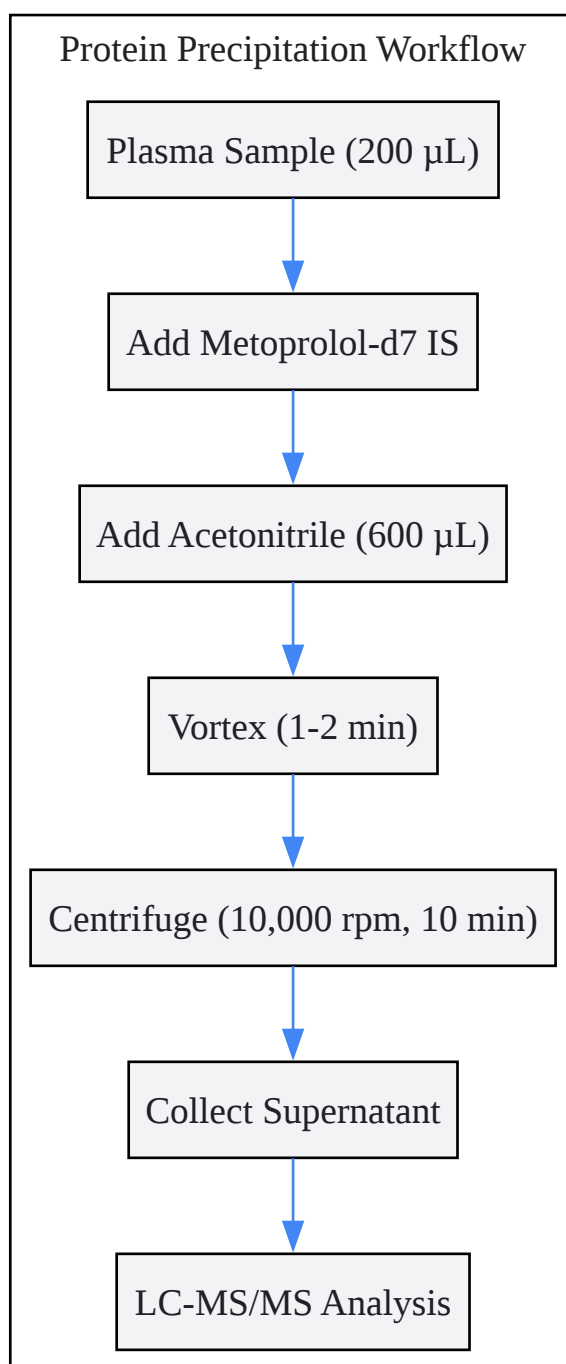 Protein Precipitation Workflow
Plasma Sample (200 µL)
Add Metoprolol-d7 IS
Add Acetonitrile (600 µL)
Vortex (1-2 min)
Centrifuge (10,000 rpm, 10 min)
Collect Supernatant
LC-MS/MS Analysis